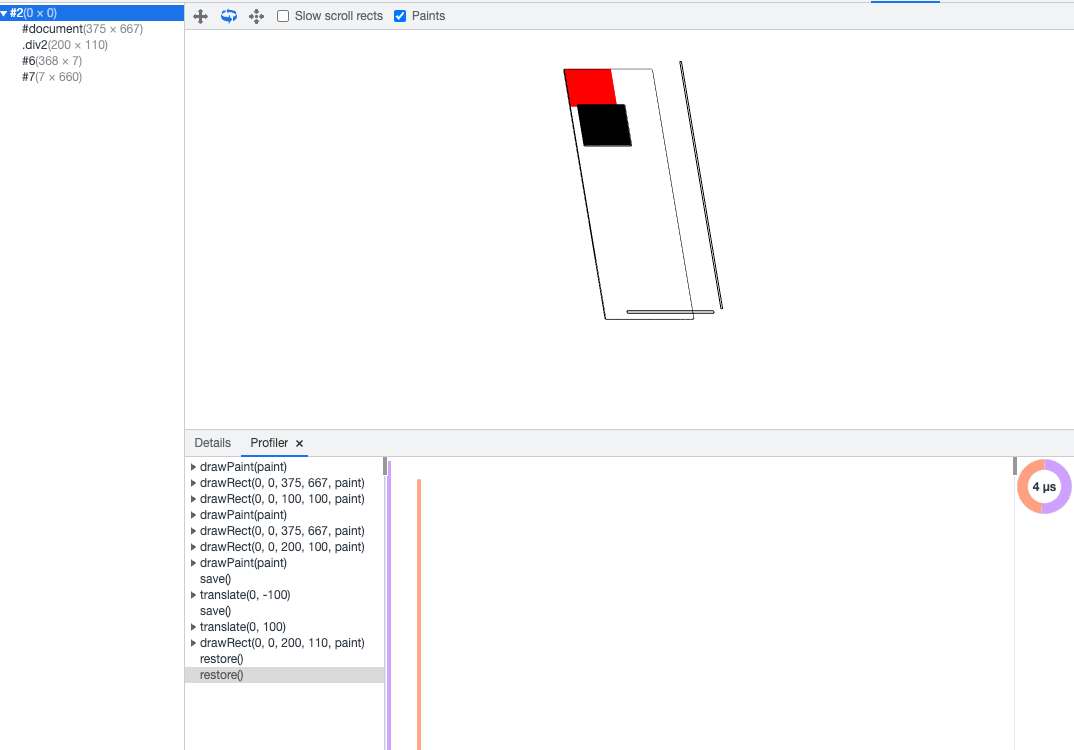 #2(0 × 0)
#document(375 × 667)
.div2(200 × 110)
#6(368 × 7)
#7(7 × 660)
Slow scroll rects Paints
Details Profiler ×
drawPaint(paint)
drawRect(0, 0, 375, 667, paint)
drawRect(0, 0, 100, 100, paint)
drawPaint(paint)
drawRect(0, 0, 375, 667, paint)
drawRect(0, 0, 200, 100, paint)
drawPaint(paint)
save()
translate(0, -100)
save()
translate(0, 100)
drawRect(0, 0, 200, 110, paint)
restore()
restore()
4 μs